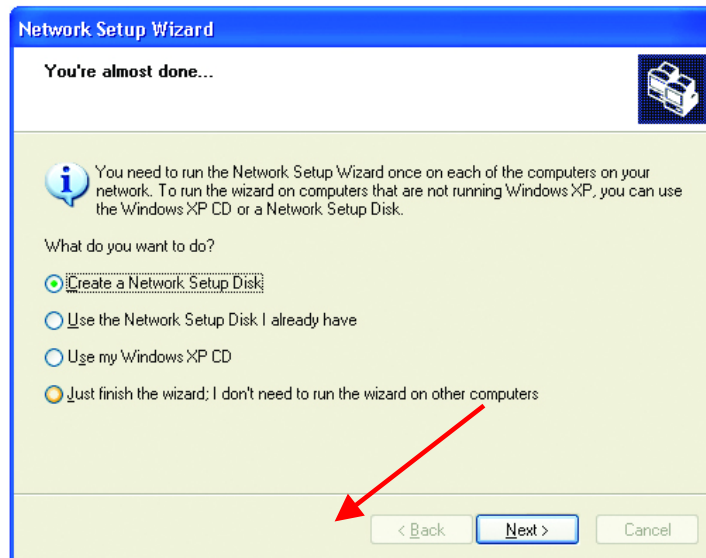 Network Setup Wizard
You're almost done...
You need to run the Network Setup Wizard once on each of the computers on your
network. To run the wizard on computers that are not running Windows XP, you can use
the Windows XP CD or a Network Setup Disk.
What do you want to do?
Create a Network Setup Disk
Use the Network Setup Disk I already have
Use my Windows XP CD
Just finish the wizard; I don't need to run the wizard on other computers
< Back
Next >
Cancel